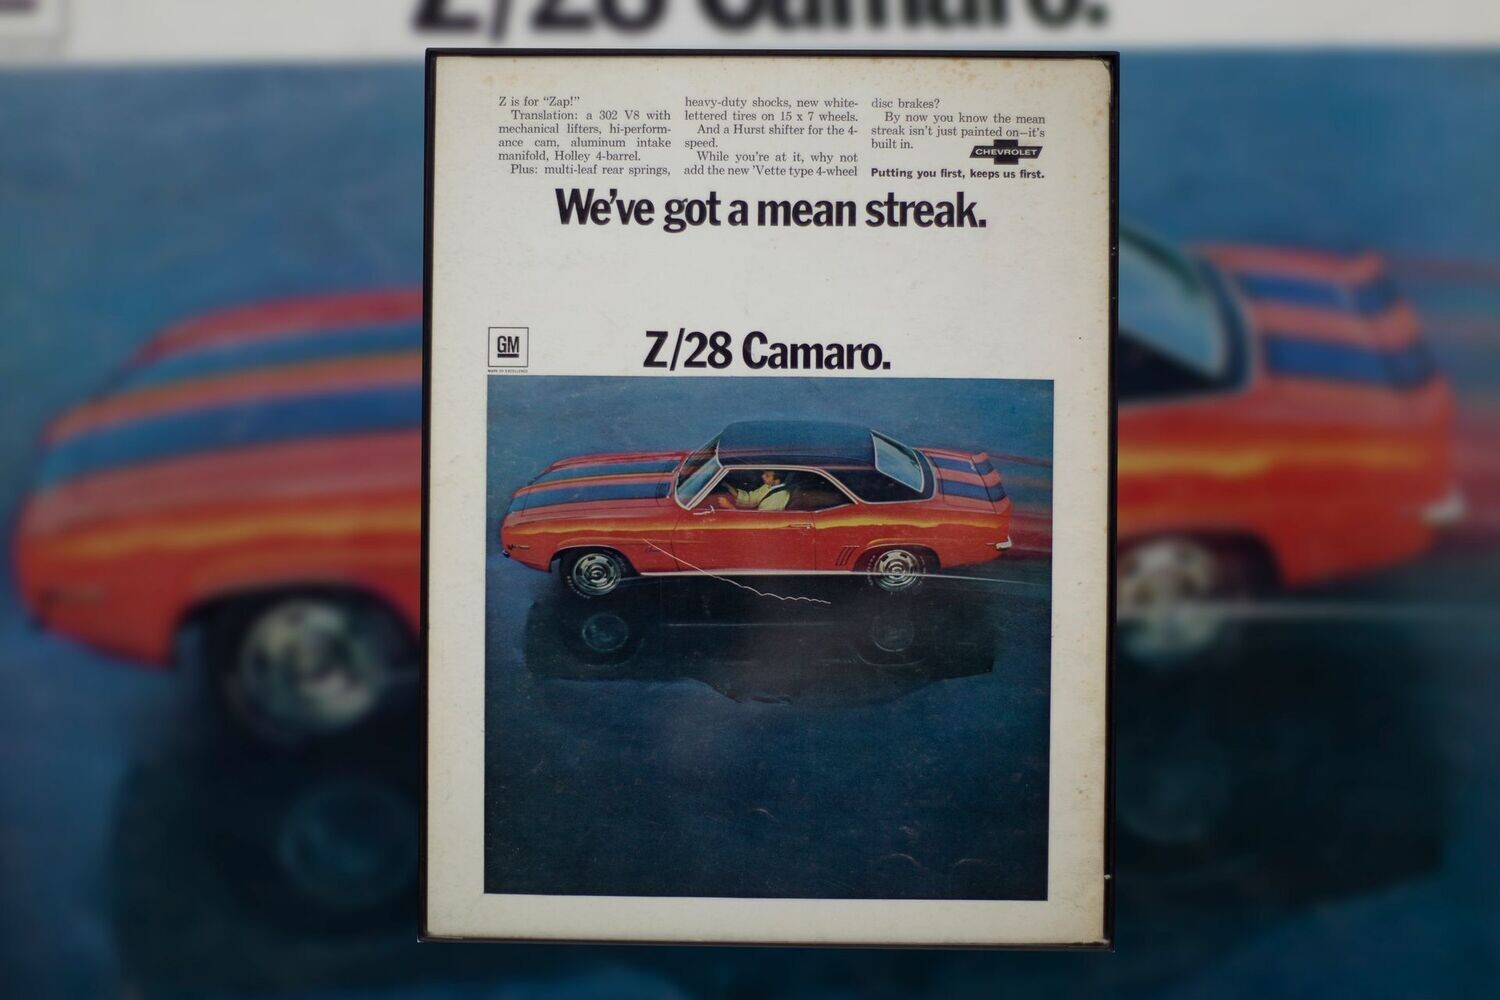 Z/28 Camaro.
Z is for “Zap!”
Translation: a 302 V8 with
mechanical lifters, hi-perform-
ance cam, aluminum intake
manifold, Holley 4-barrel.
Plus: multi-leaf rear springs,
heavy-duty shocks, new white-
lettered tires on 15 x 7 wheels.
And a Hurst shifter for the 4-
speed.
While you’re at it, why not
add the new ’Vette type 4-wheel
disc brakes?
By now you know the mean
streak isn’t just painted on—it’s
built in.
CHEVROLET
Putting you first, keeps us first.
We’ve got a mean streak.
GM
MARK OF EXCELLENCE
Z/28 Camaro.